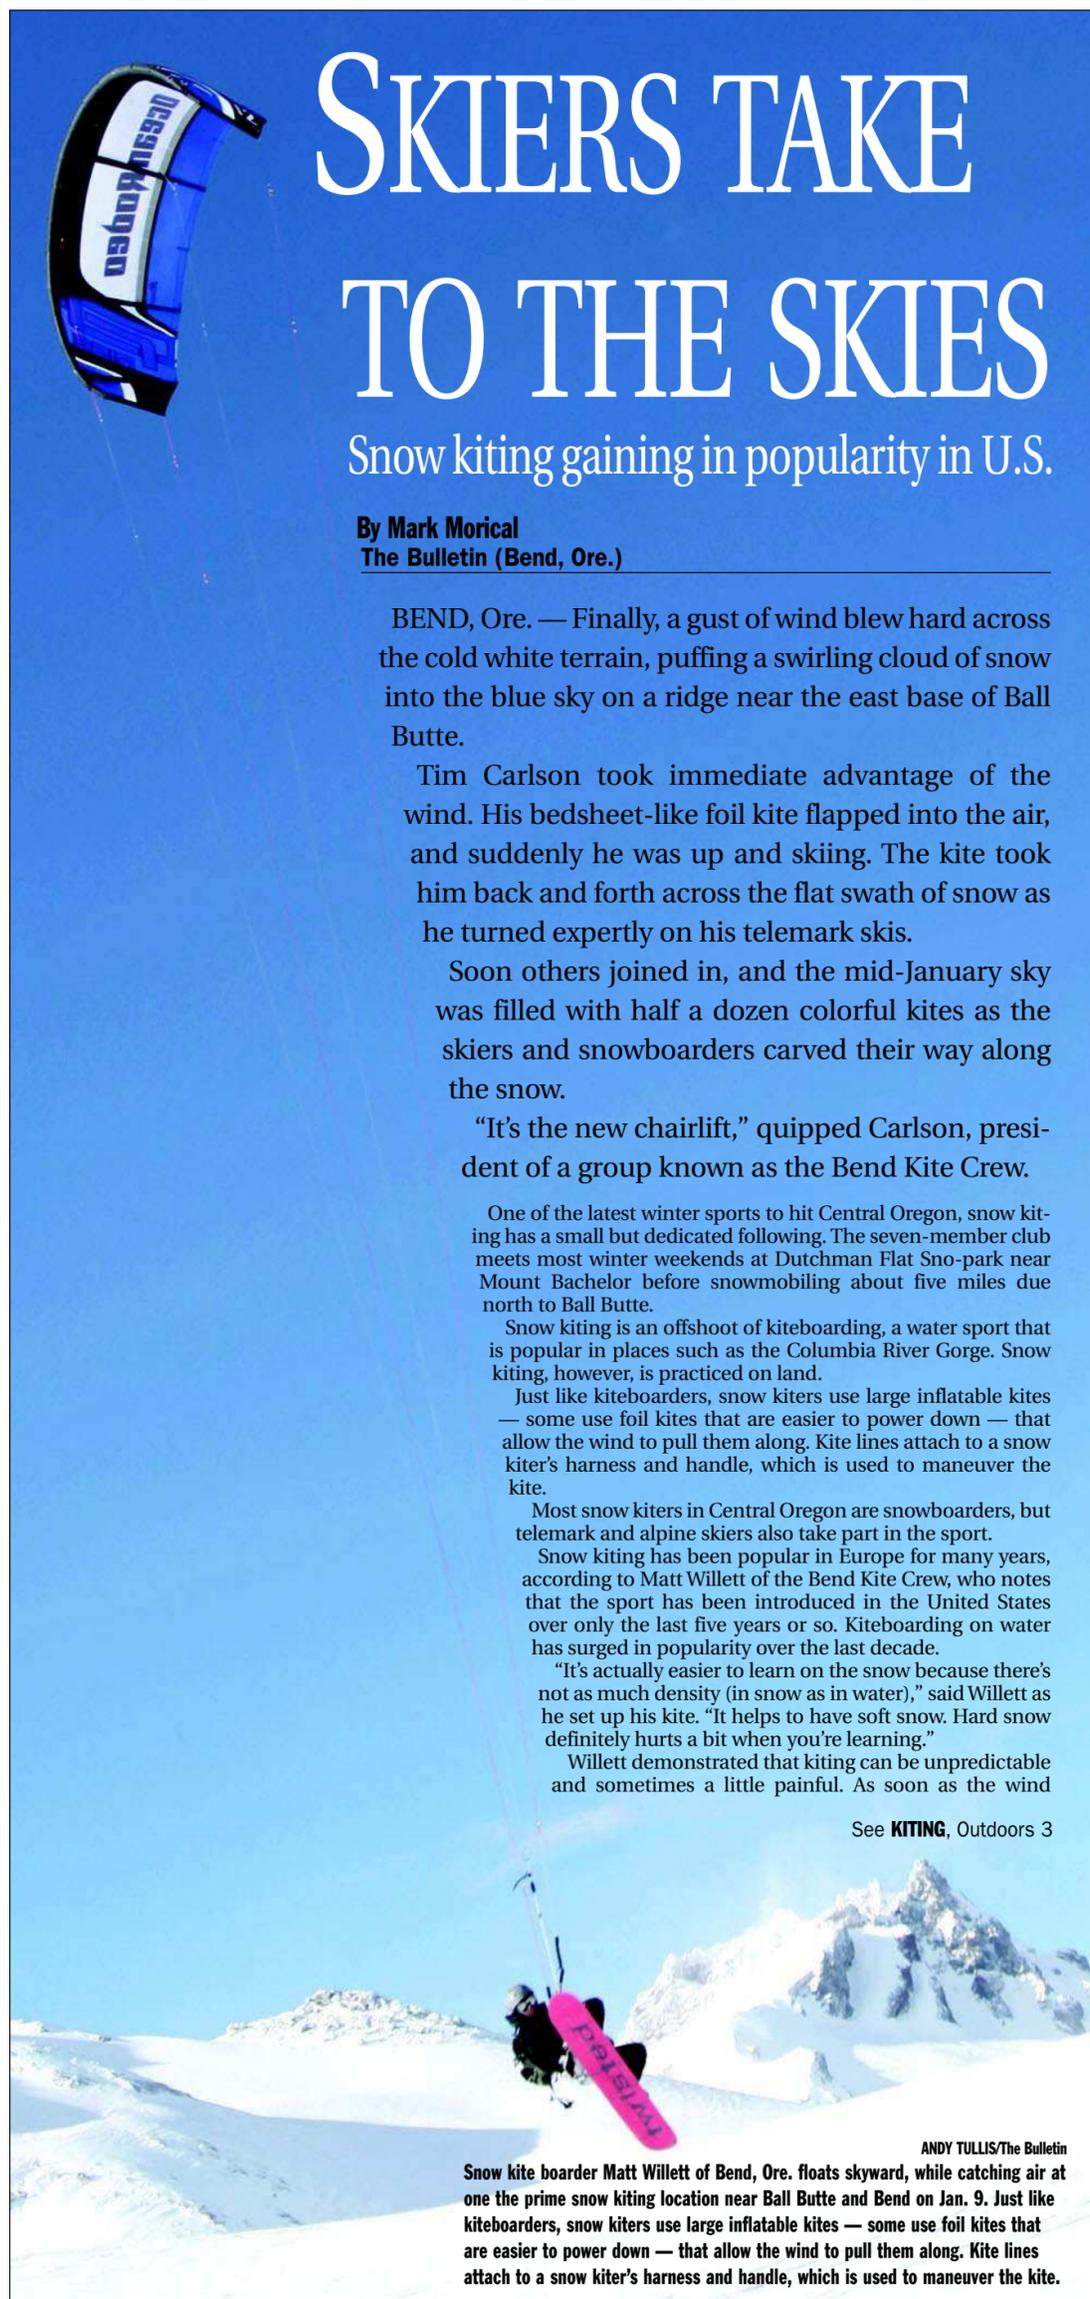 Ocean Rodeo
SKIERS TAKE
TO THE SKIES
Snow kiting gaining in popularity in U.S.
By Mark Morical
The Bulletin (Bend, Ore.)
BEND, Ore. — Finally, a gust of wind blew hard across
the cold white terrain, puffing a swirling cloud of snow
into the blue sky on a ridge near the east base of Ball
Butte.
Tim Carlson took immediate advantage of the
wind. His bedsheet-like foil kite flapped into the air,
and suddenly he was up and skiing. The kite took
him back and forth across the flat swath of snow as
he turned expertly on his telemark skis.
Soon others joined in, and the mid-January sky
was filled with half a dozen colorful kites as the
skiers and snowboarders carved their way along
the snow.
“It’s the new chairlift,” quipped Carlson, presi-
dent of a group known as the Bend Kite Crew.
One of the latest winter sports to hit Central Oregon, snow kit-
ing has a small but dedicated following. The seven-member club
meets most winter weekends at Dutchman Flat Sno-park near
Mount Bachelor before snowmobiling about five miles due
north to Ball Butte.
Snow kiting is an offshoot of kiteboarding, a water sport that
is popular in places such as the Columbia River Gorge. Snow
kiting, however, is practiced on land.
Just like kiteboarders, snow kiters use large inflatable kites
— some use foil kites that are easier to power down — that
allow the wind to pull them along. Kite lines attach to a snow
kiter’s harness and handle, which is used to maneuver the
kite.
Most snow kiters in Central Oregon are snowboarders, but
telemark and alpine skiers also take part in the sport.
Snow kiting has been popular in Europe for many years,
according to Matt Willett of the Bend Kite Crew, who notes
that the sport has been introduced in the United States
over only the last five years or so. Kiteboarding on water
has surged in popularity over the last decade.
“It’s actually easier to learn on the snow because there’s
not as much density (in snow as in water),” said Willett as
he set up his kite. “It helps to have soft snow. Hard snow
definitely hurts a bit when you’re learning.”
Willett demonstrated that kiting can be unpredictable
and sometimes a little painful. As soon as the wind
See KITING, Outdoors 3
twisted
ANDY TULLIS/The Bulletin
Snow kite boarder Matt Willett of Bend, Ore. floats skyward, while catching air at
one the prime snow kiting location near Ball Butte and Bend on Jan. 9. Just like
kiteboarders, snow kiters use large inflatable kites — some use foil kites that
are easier to power down — that allow the wind to pull them along. Kite lines
attach to a snow kiter’s harness and handle, which is used to maneuver the kite.